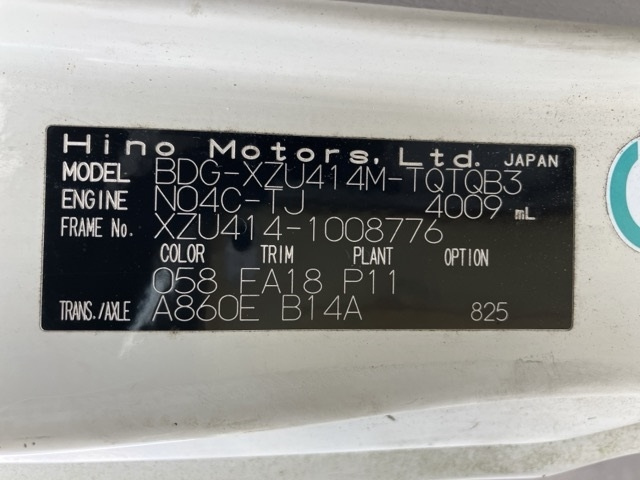 Hino Motors, Ltd. JAPAN
MODEL BDG-XZU414M-TQTQB3
ENGINE N04C-TJ 4009 mL
FRAME No. XZU414-1008776
COLOR TRIM PLANT OPTION
058 FA18 P11
TRANS./AXLE A860E B14A 825